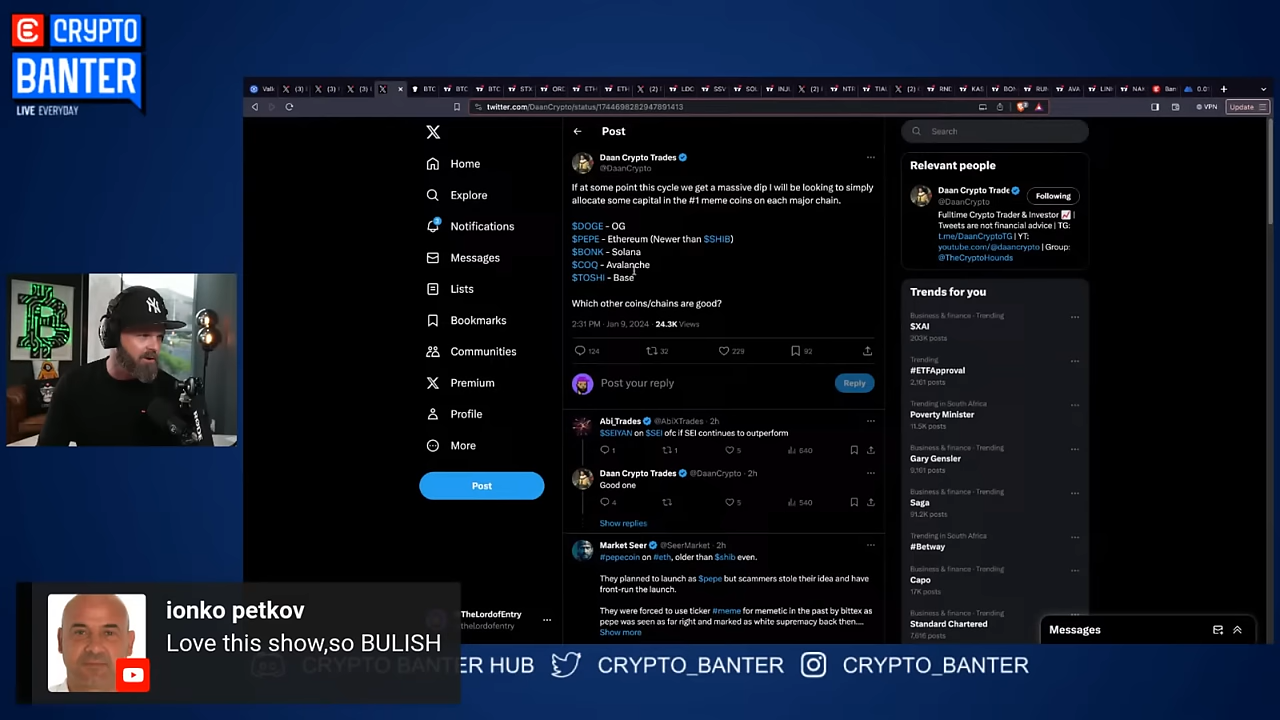 CRYPTO
BANTER
LIVE EVERYDAY
twitter.com/DaanCrypto/status/1744698282947891413
VPN
Update
Home
Explore
Notifications
Messages
Lists
Bookmarks
Communities
Premium
Profile
More
Post
TheLordofEntry
thelordofentry
Post
Daan Crypto Trades
@DaanCrypto
If at some point this cycle we get a massive dip I will be looking to simply
allocate some capital in the #1 meme coins on each major chain.
$DOGE - OG
$PEPE - Ethereum (Newer than $SHIB)
$BONK - Solana
$COQ - Avalanche
$TOSHI - Base
Which other coins/chains are good?
2:31 PM · Jan 9, 2024 · 24.3K Views
124 32 229 92
Post your reply
Reply
Abi_Trades @AbiXTrades · 2h
$SEIYAN on $SEI ofc if SEI continues to outperform
1 1 5 540
Daan Crypto Trades @DaanCrypto · 2h
Good one
4 5 540
Show replies
Market Seer @SeerMarket · 2h
#pepecoin on #eth, older than $shib even.
They planned to launch as $pepe but scammers stole their idea and have
front-run the launch.
They were forced to use ticker #meme for memetic in the past by bittex as
pepe was seen as far right and marked as white supremacy back then....
Show more
Search
Relevant people
Daan Crypto Trade
@DaanCrypto
Following
Fulltime Crypto Trader & Investor |
Tweets are not financial advice | TG:
t.me/DaanCryptoTG | YT:
youtube.com/@daancrypto | Group:
@TheCryptoHounds
Trends for you
Business & finance · Trending
$XAI
203K posts
Trending
#ETFApproval
2,161 posts
Trending in South Africa
Poverty Minister
11.5K posts
Business & finance · Trending
Gary Gensler
9,161 posts
Business & finance · Trending
Saga
91.2K posts
Trending in South Africa
#Betway
Business & finance · Trending
Capo
17K posts
Business & finance · Trending
Standard Chartered
7,616 posts
Messages
ionko petkov
Love this show,so BULISH
HUB CRYPTO_BANTER CRYPTO_BANTER